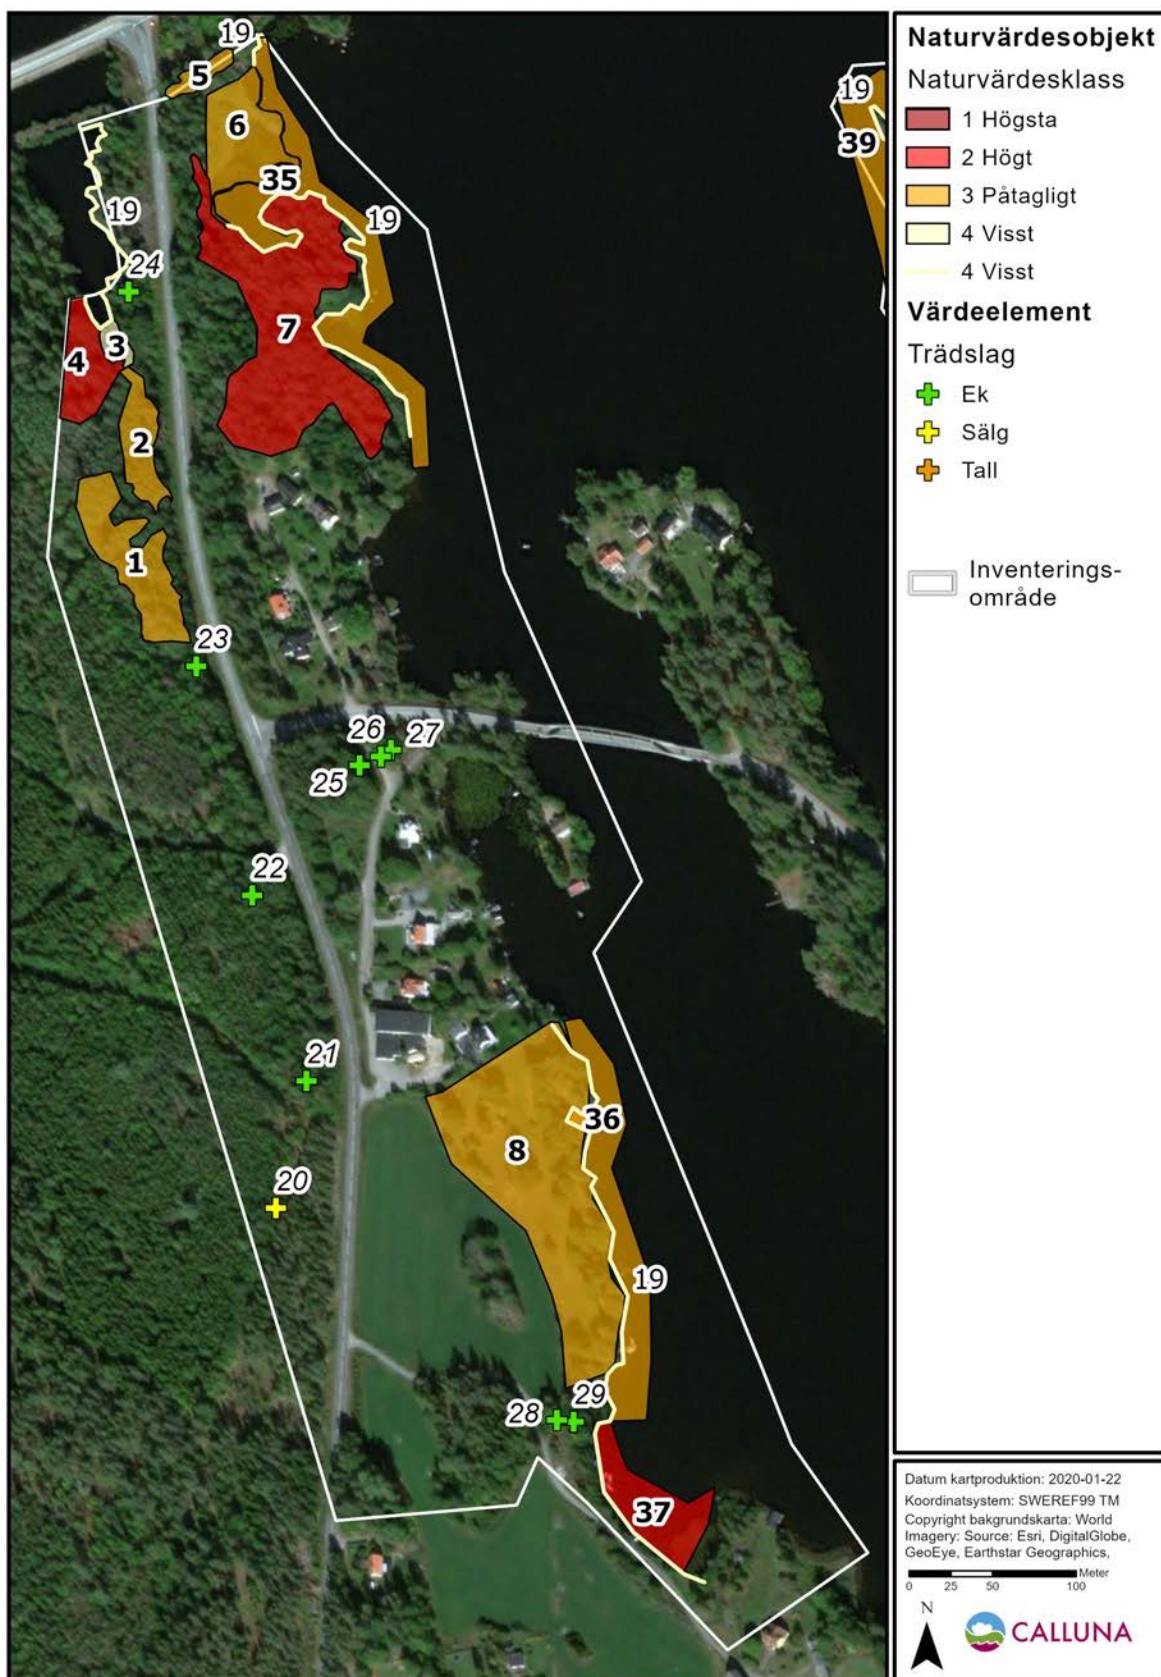 19
5
6
35
19
19
24
3
4
7
2
1
23
26
27
25
22
21
20
36
8
19
28
29
37
19
39
Naturvärdesobjekt
Naturvärdesklass
1 Högsta
2 Högt
3 Påtagligt
4 Visst
4 Visst
Värdeelement
Trädslag
Ek
Sälg
Tall
Inventerings-
område
Datum kartproduktion: 2020-01-22
Koordinatsystem: SWEREF99 TM
Copyright bakgrundskarta: World
Imagery: Source: Esri, DigitalGlobe,
GeoEye, Earthstar Geographics,
Meter
0 25 50 100
N
CALLUNA